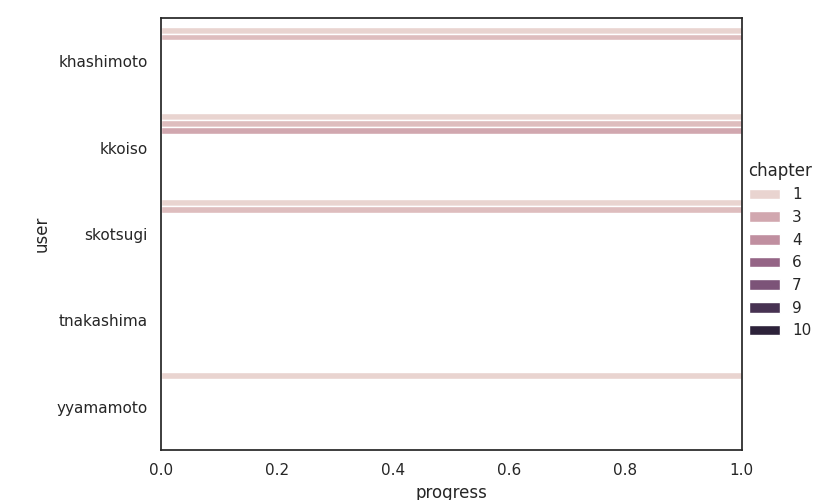 khashimoto
kkoiso
skotsugi
tnakashima
yyamamoto
user
0.0 0.2 0.4 0.6 0.8 1.0
progress
chapter
1
3
4
6
7
9
10